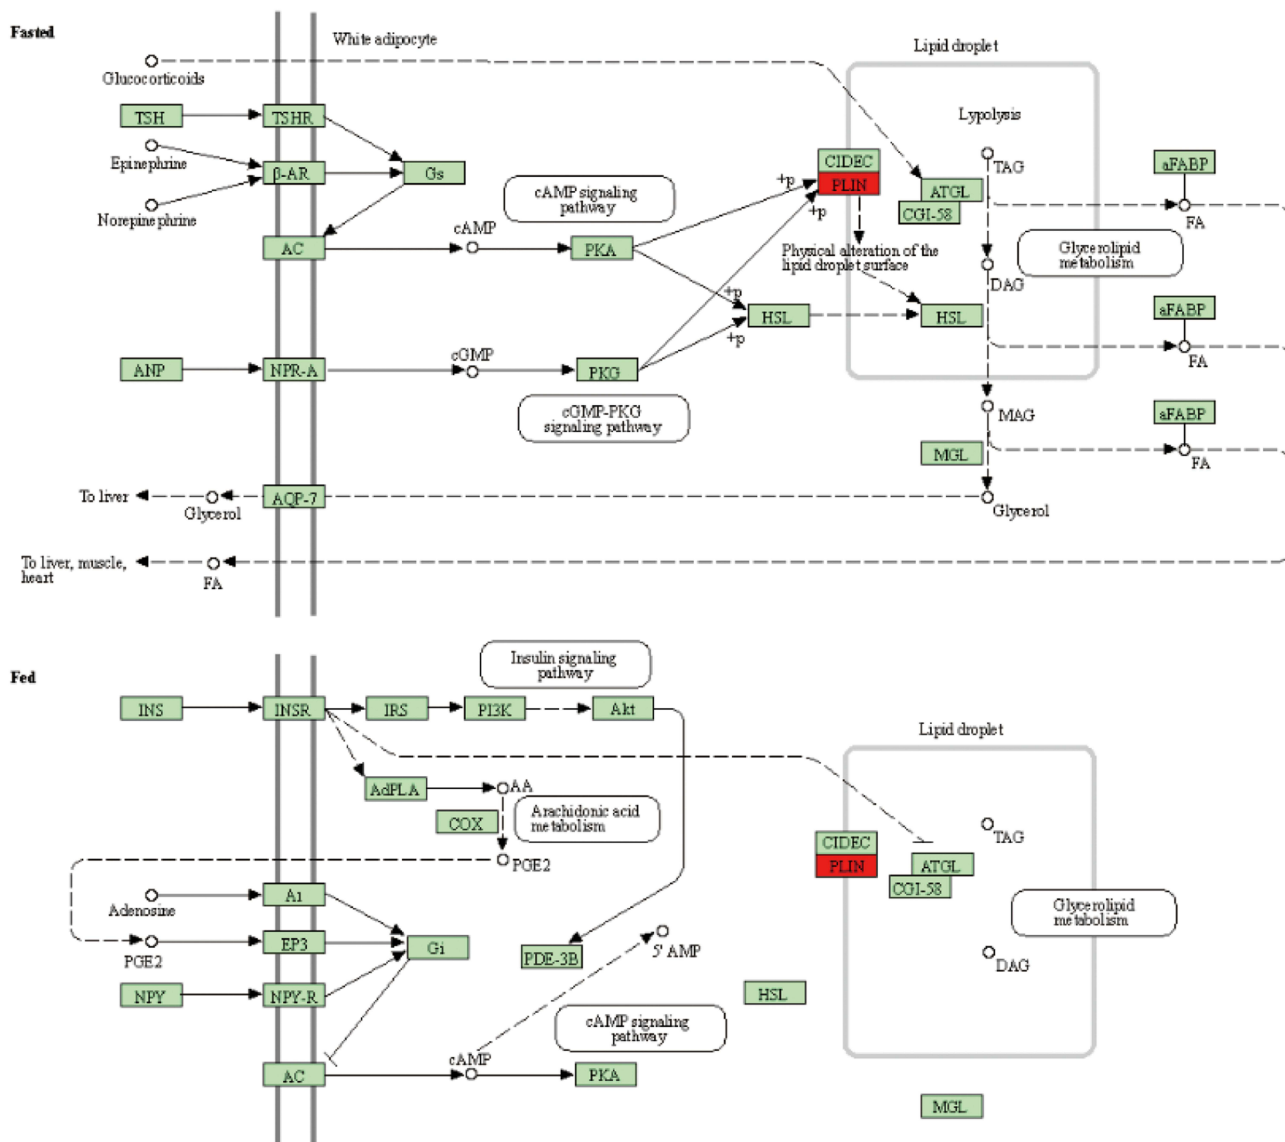 Fasted
White adipocyte
Lipid droplet
Glucocorticoids
Lypolysis
TSH
TSHR
Epinephrine
β-AR
Gs
CIDEC
PLIN
TAG
aFABP
+p
ATGL
CGI-58
cAMP signaling
pathway
Norepinephrine
+p
FA
cAMP
AC
PKA
Physical alteration of the
lipid droplet surface
Glycerolipid
metabolism
DAG
+p
HSL
HSL
aFABP
+p
cGMP
ANP
NPR-A
PKG
FA
cGMP-PKG
signaling pathway
MAG
aFABP
MGL
FA
To liver
Glycerol
AQP-7
Glycerol
To liver, muscle,
heart
FA
Fed
Insulin signaling
pathway
INS
INSR
IRS
PI3K
Akt
Lipid droplet
AdPLA
AA
COX
Arachidonic acid
metabolism
TAG
CIDEC
PLIN
ATGL
CGI-58
PGE2
Adenosine
A1
Glycerolipid
metabolism
PGE2
EP3
Gi
PDE-3B
5' AMP
DAG
NPY
NPY-R
HSL
cAMP signaling
pathway
cAMP
AC
PKA
MGL